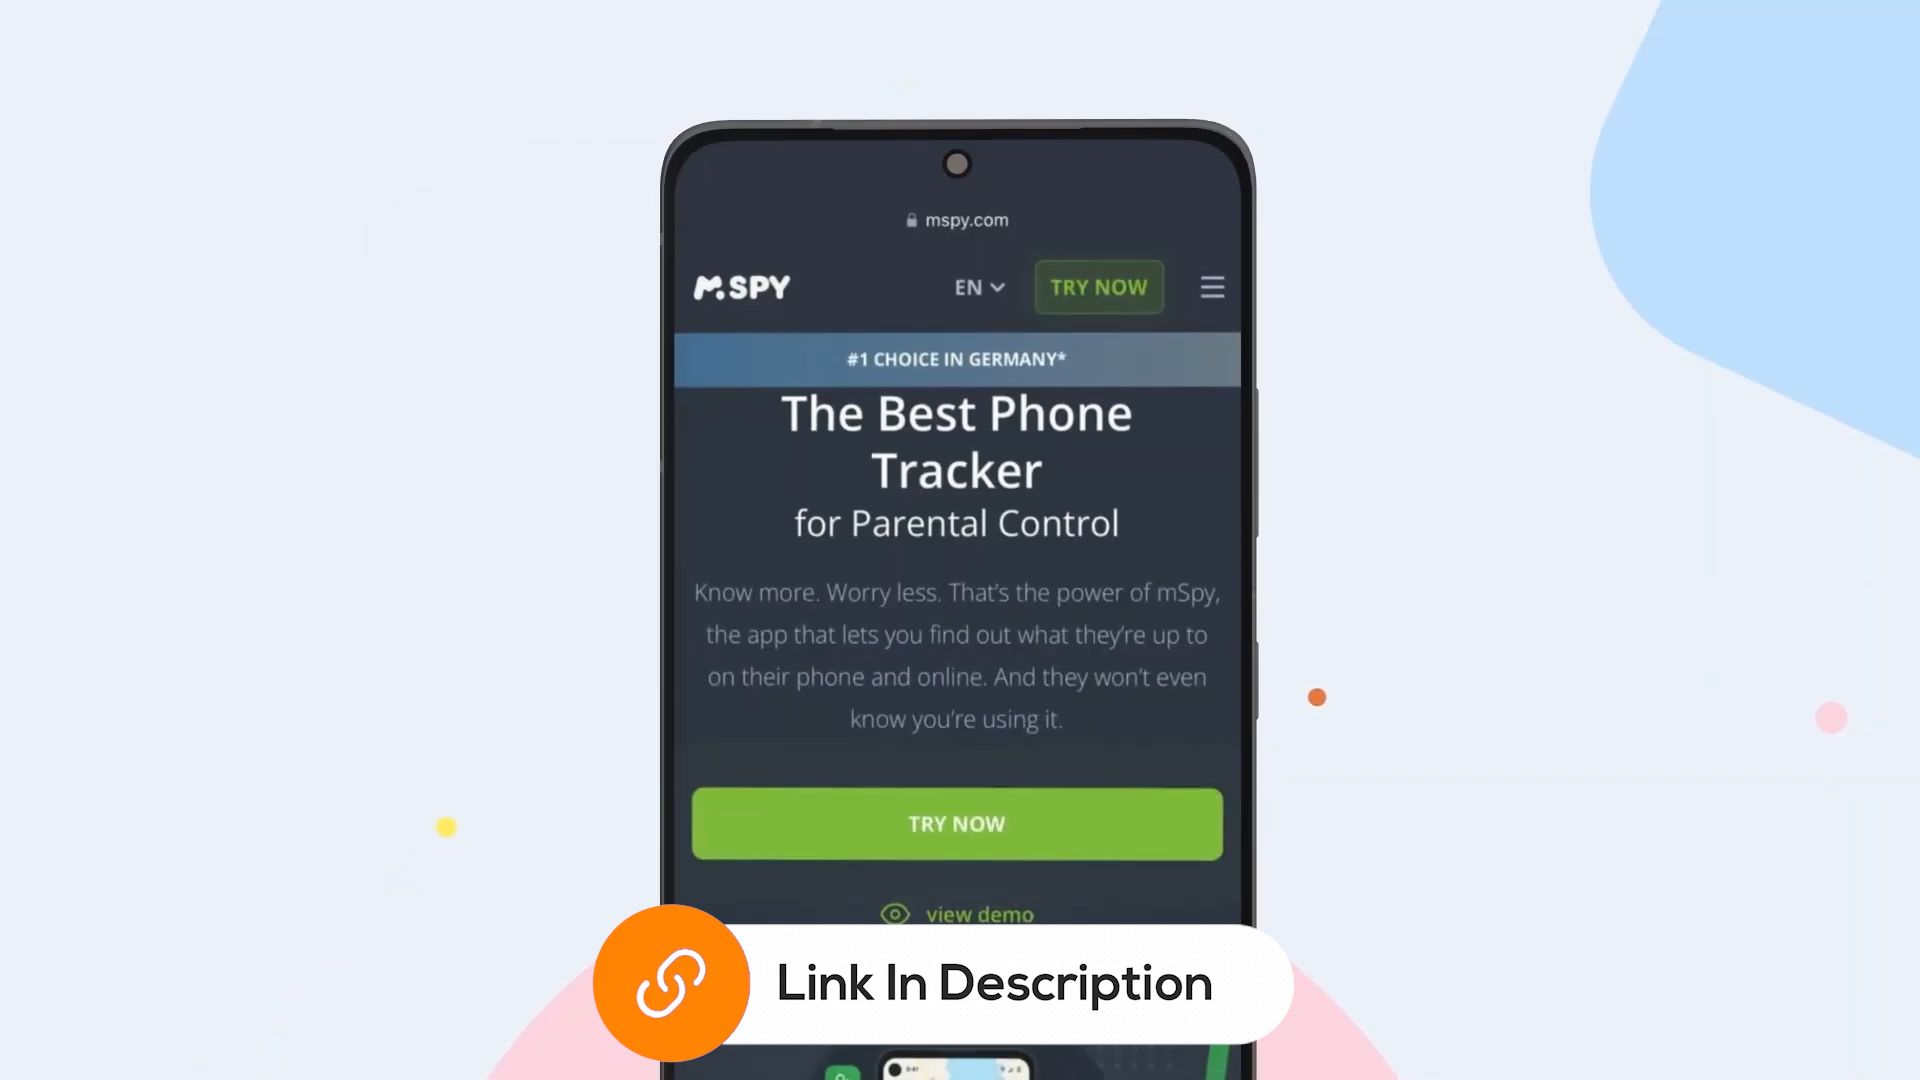 mspy.com
mSPY
EN
TRY NOW
#1 CHOICE IN GERMANY*
The Best Phone
Tracker
for Parental Control
Know more. Worry less. That's the power of mSpy,
the app that lets you find out what they're up to
on their phone and online. And they won't even
know you're using it.
TRY NOW
view demo
Link In Description
9:41